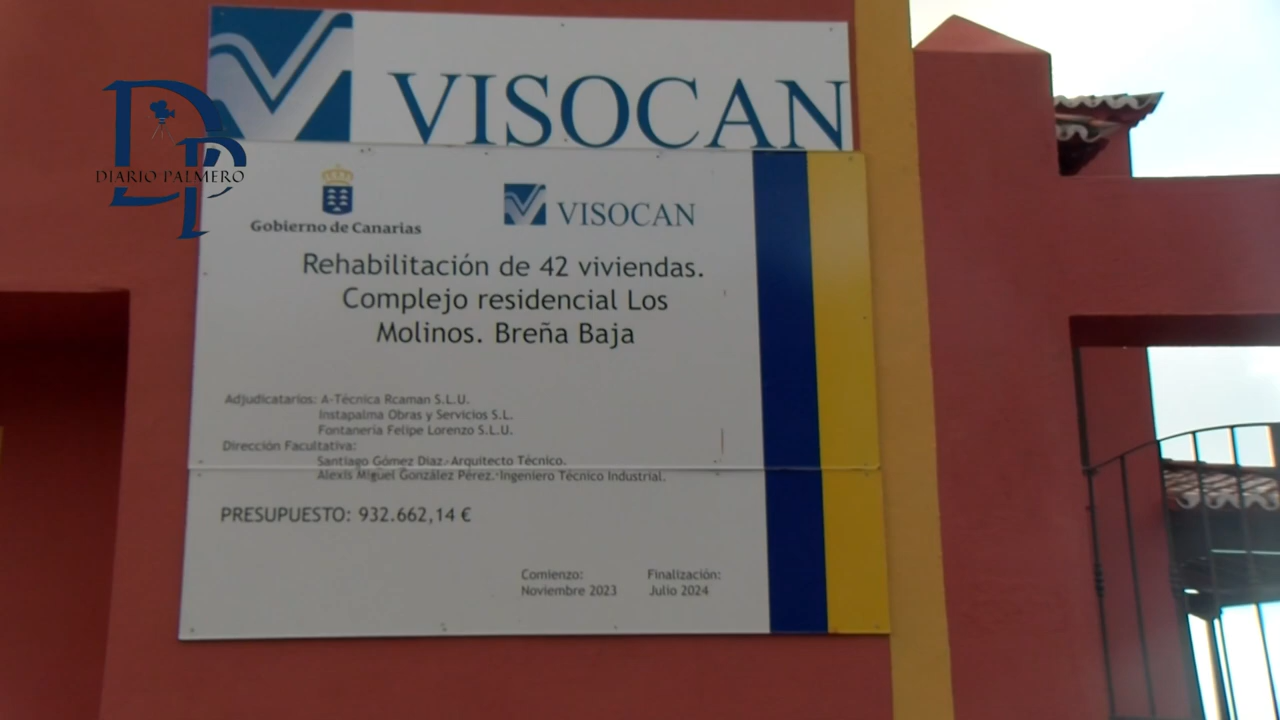 VISOCAN
DIARIO PALMERO
Gobierno de Canarias
VISOCAN
Rehabilitación de 42 viviendas.
Complejo residencial Los
Molinos. Breña Baja
Adjudicatarios: A-Técnica Rcaman S.L.U.
Instapalma Obras y Servicios S.L.
Fontanería Felipe Lorenzo S.L.U.
Dirección Facultativa:
Santiago Gómez Díaz. Arquitecto Técnico.
Alexis Miguel González Pérez. Ingeniero Técnico Industrial.
PRESUPUESTO: 932.662,14 €
Comienzo: Finalización:
Noviembre 2023 Julio 2024